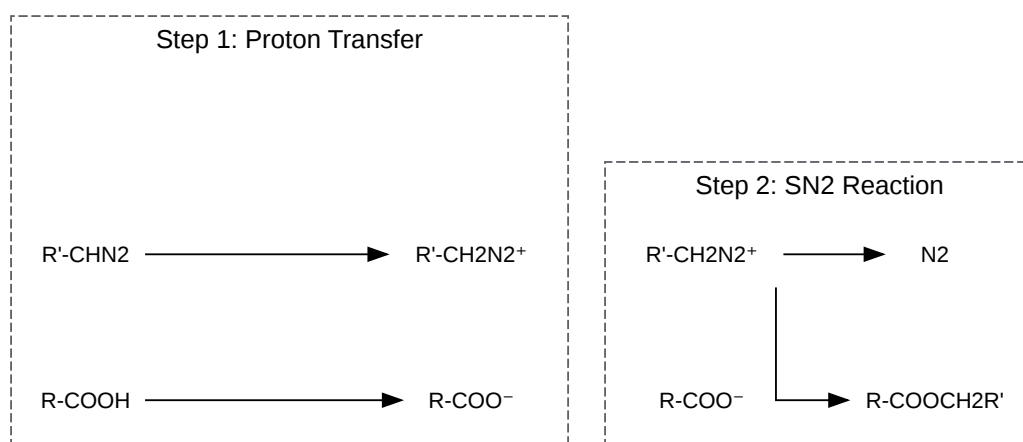 Step 1: Proton Transfer
R'-CHN2
R'-CH2N2⁺
R-COOH
R-COO⁻
Step 2: SN2 Reaction
R'-CH2N2⁺
N2
R-COO⁻
R-COOCH2R'